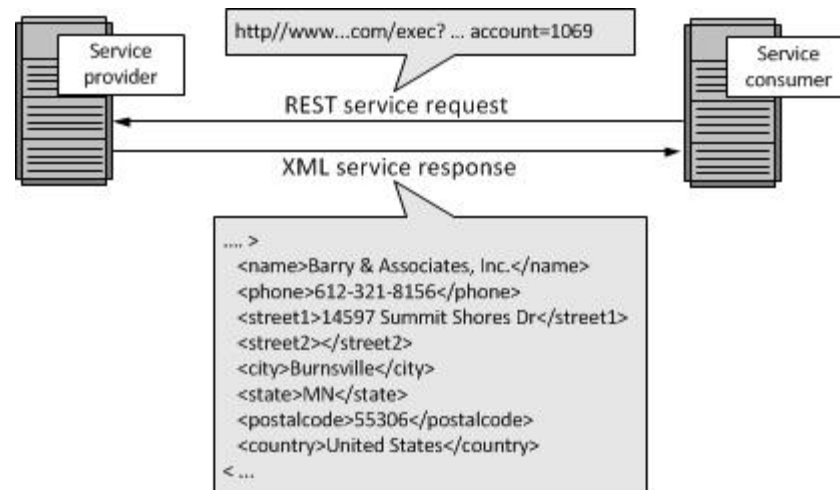 http//www...com/exec? ... account=1069
Service
provider
Service
consumer
REST service request
XML service response
.... >
<name>Barry & Associates, Inc.</name>
<phone>612-321-8156</phone>
<street1>14597 Summit Shores Dr</street1>
<street2></street2>
<city>Burnsville</city>
<state>MN</state>
<postalcode>55306</postalcode>
<country>United States</country>
< ...